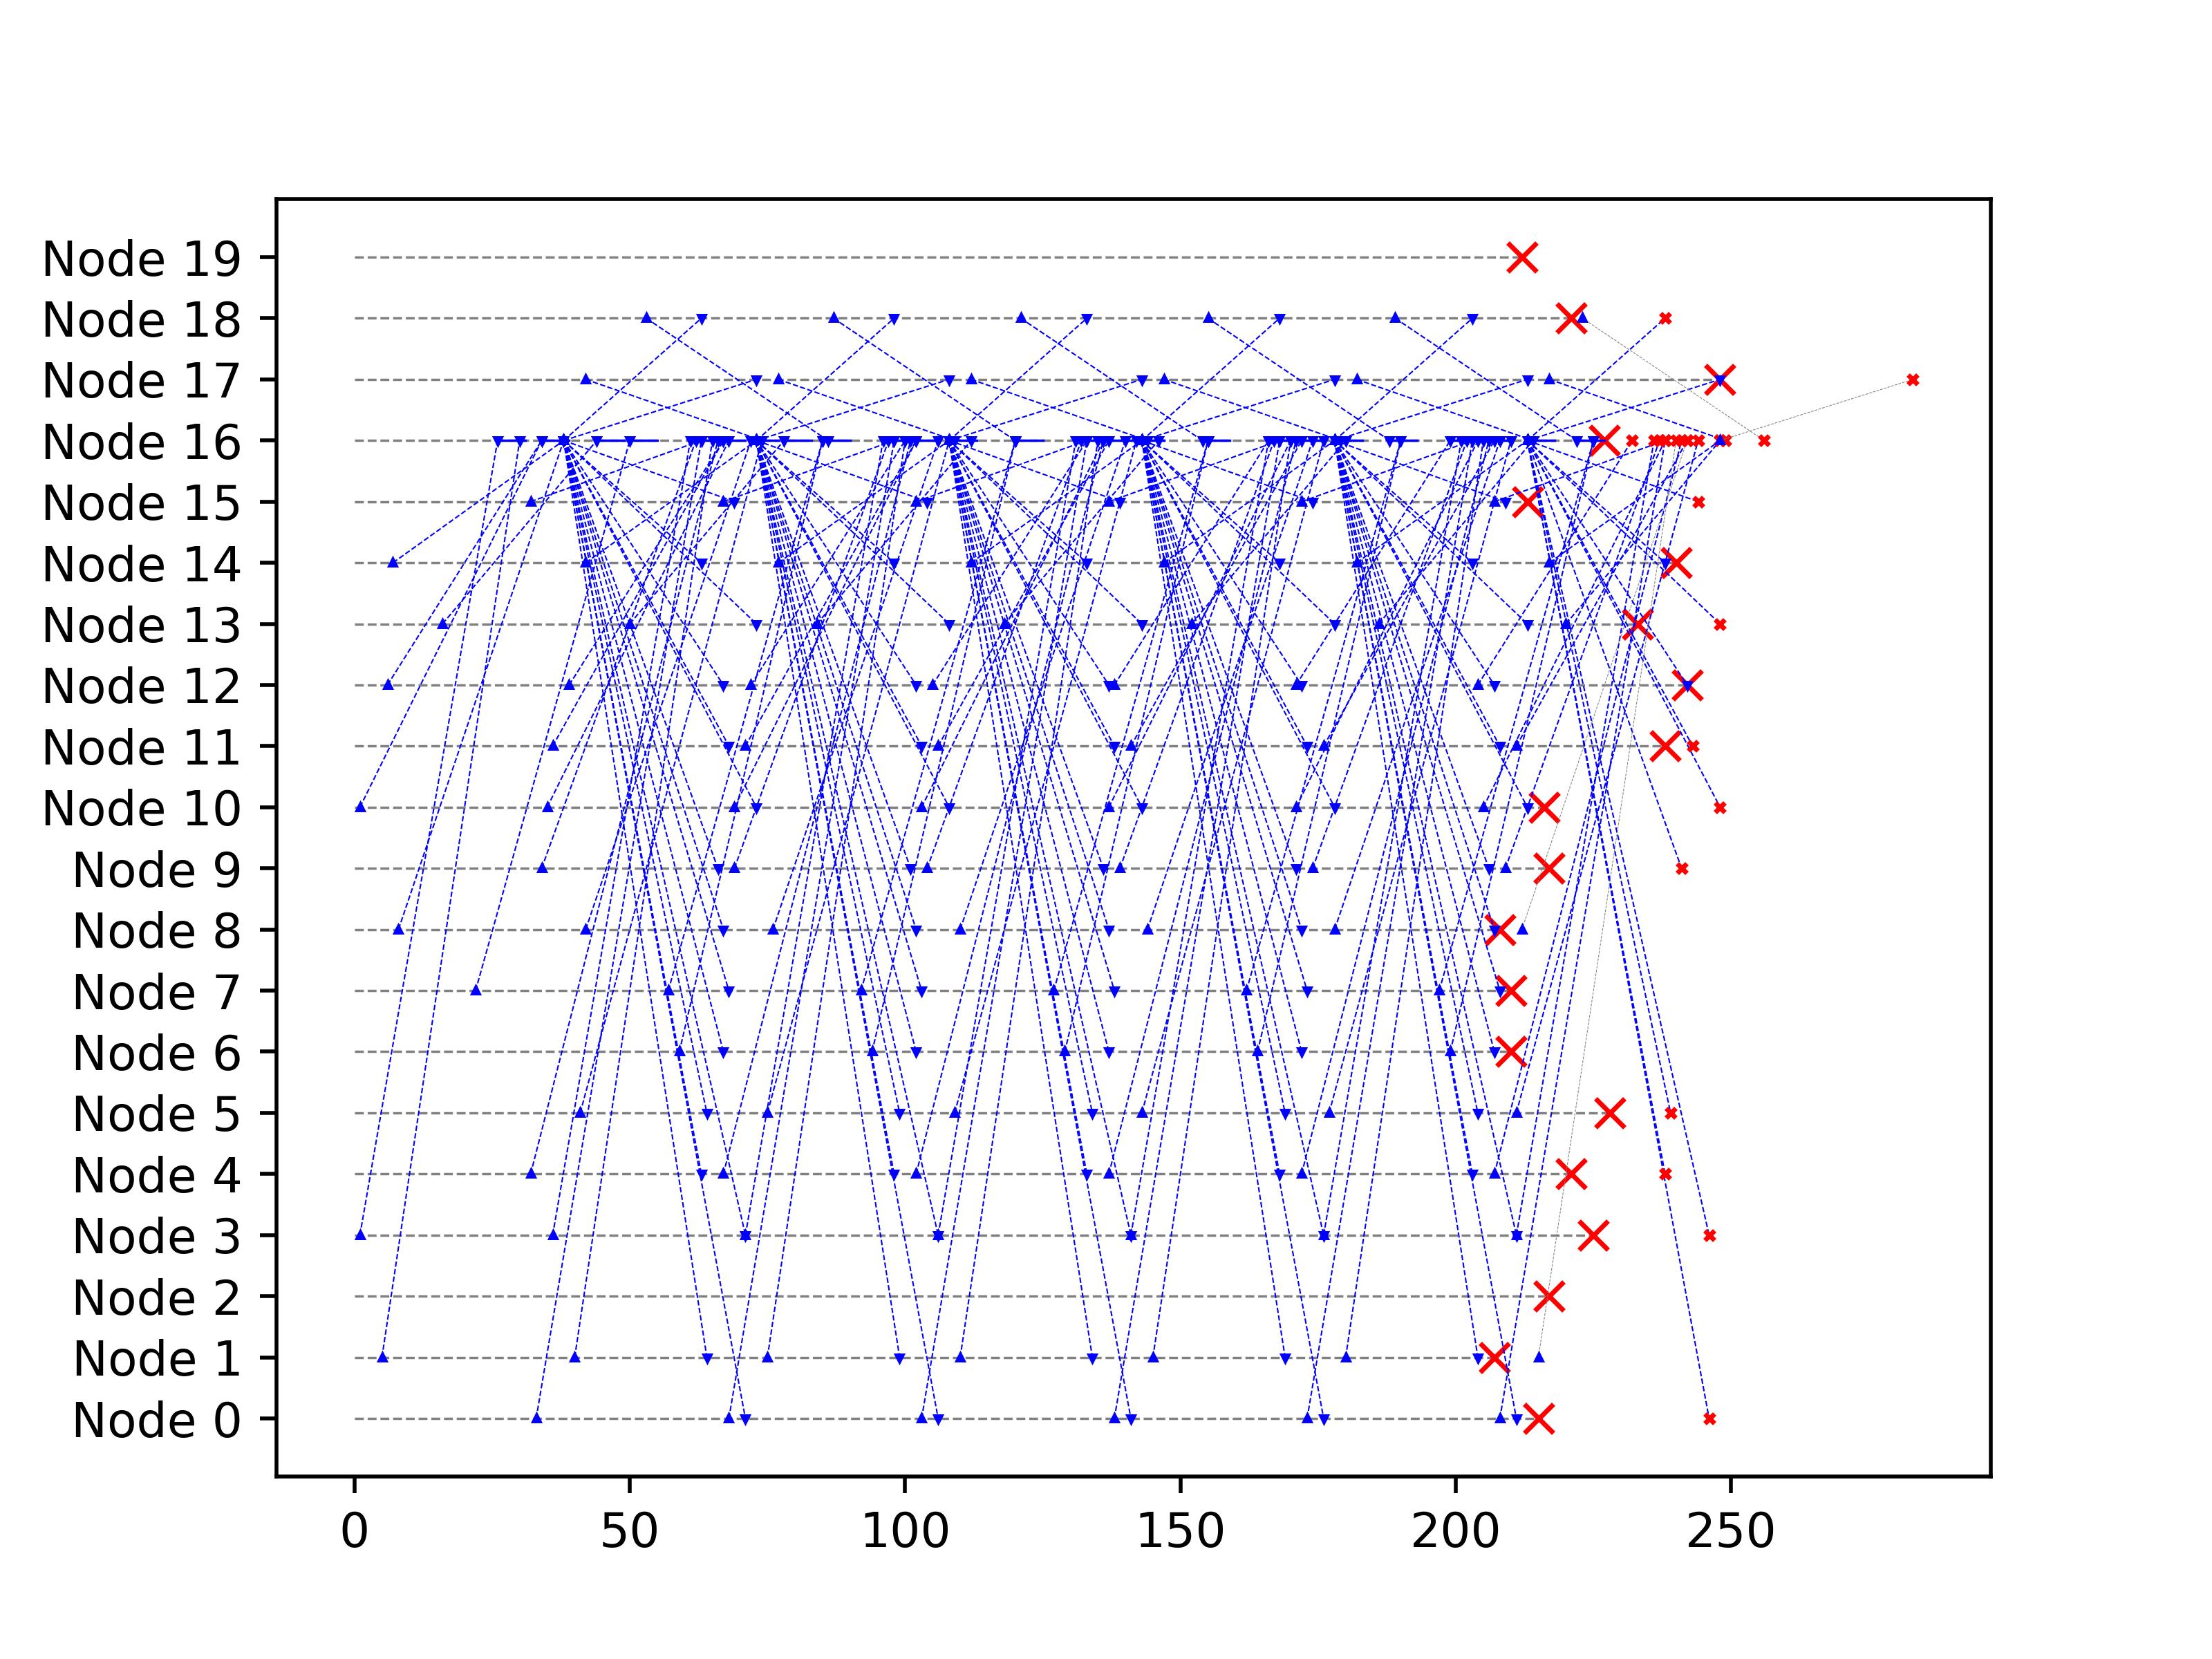 Node 19
Node 18
Node 17
Node 16
Node 15
Node 14
Node 13
Node 12
Node 11
Node 10
Node 9
Node 8
Node 7
Node 6
Node 5
Node 4
Node 3
Node 2
Node 1
Node 0
0 50 100 150 200 250